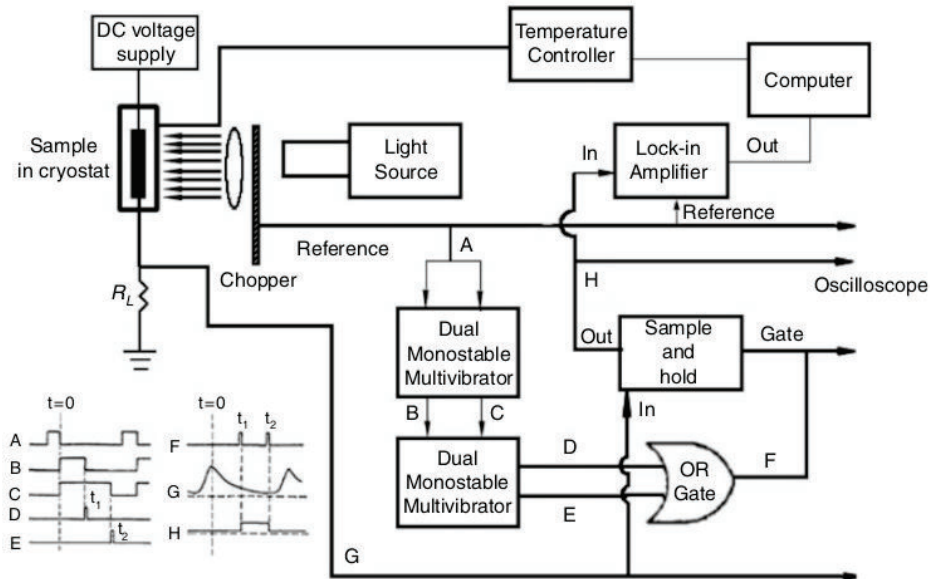 DC voltage
supply
Temperature
Controller
Computer
Sample
in cryostat
Light
Source
In
Lock-in
Amplifier
Out
Reference
Reference
A
Chopper
H
Oscilloscope
R_L
Dual
Monostable
Multivibrator
Out
Sample
and
hold
Gate
In
B
C
Dual
Monostable
Multivibrator
D
E
OR
Gate
F
G
t=0
A
B
C
D
t1
E
t2
t=0
F
t1
t2
G
H